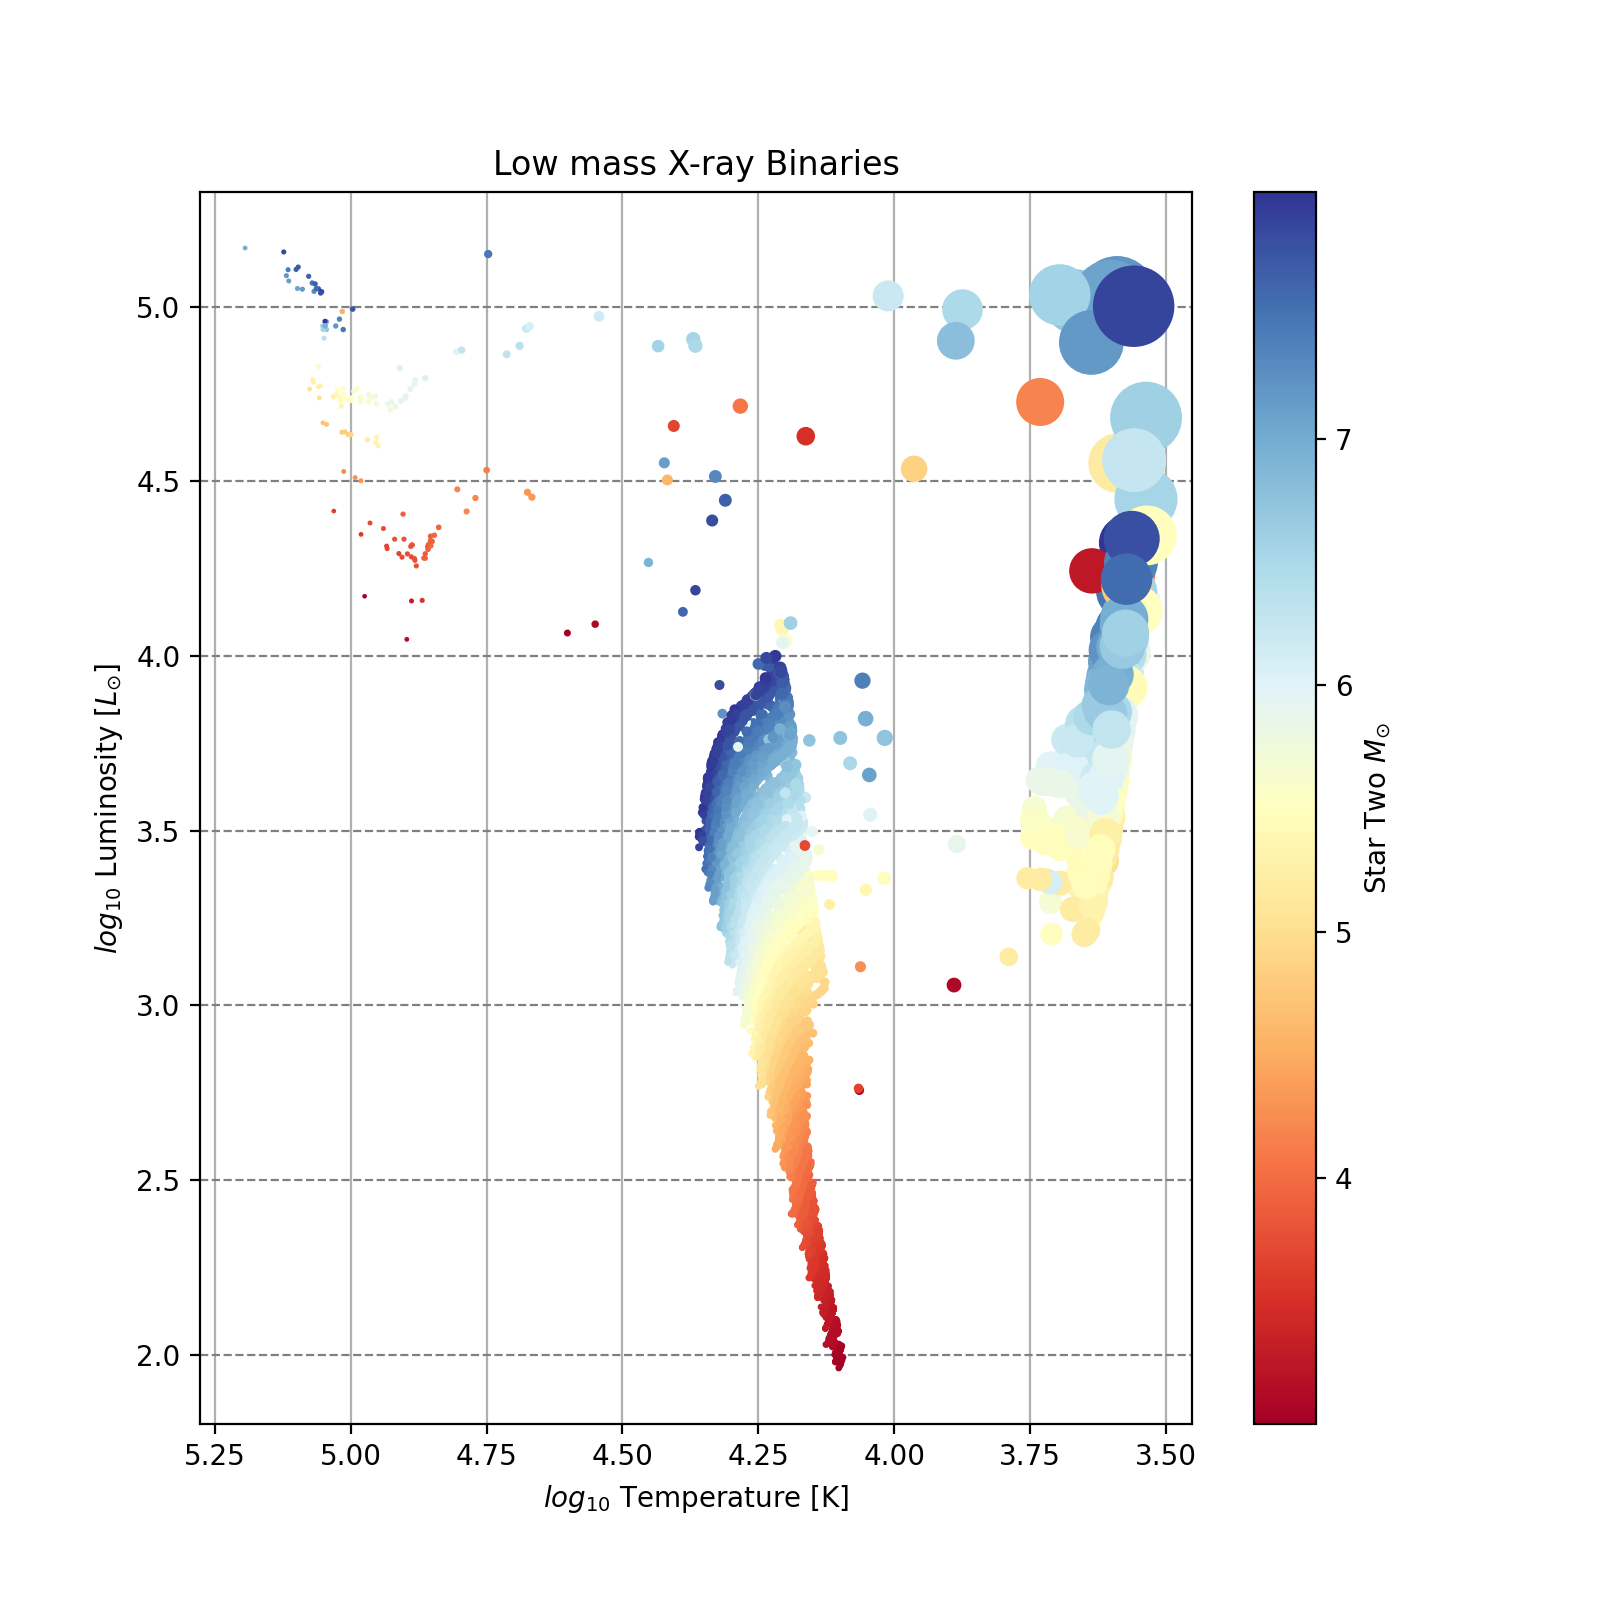 Low mass X-ray Binaries
5.0
4.5
4.0
3.5
3.0
2.5
2.0
log₁₀ Luminosity [L⊙]
5.25 5.00 4.75 4.50 4.25 4.00 3.75 3.50
log₁₀ Temperature [K]
7
6
5
4
Star Two M⊙